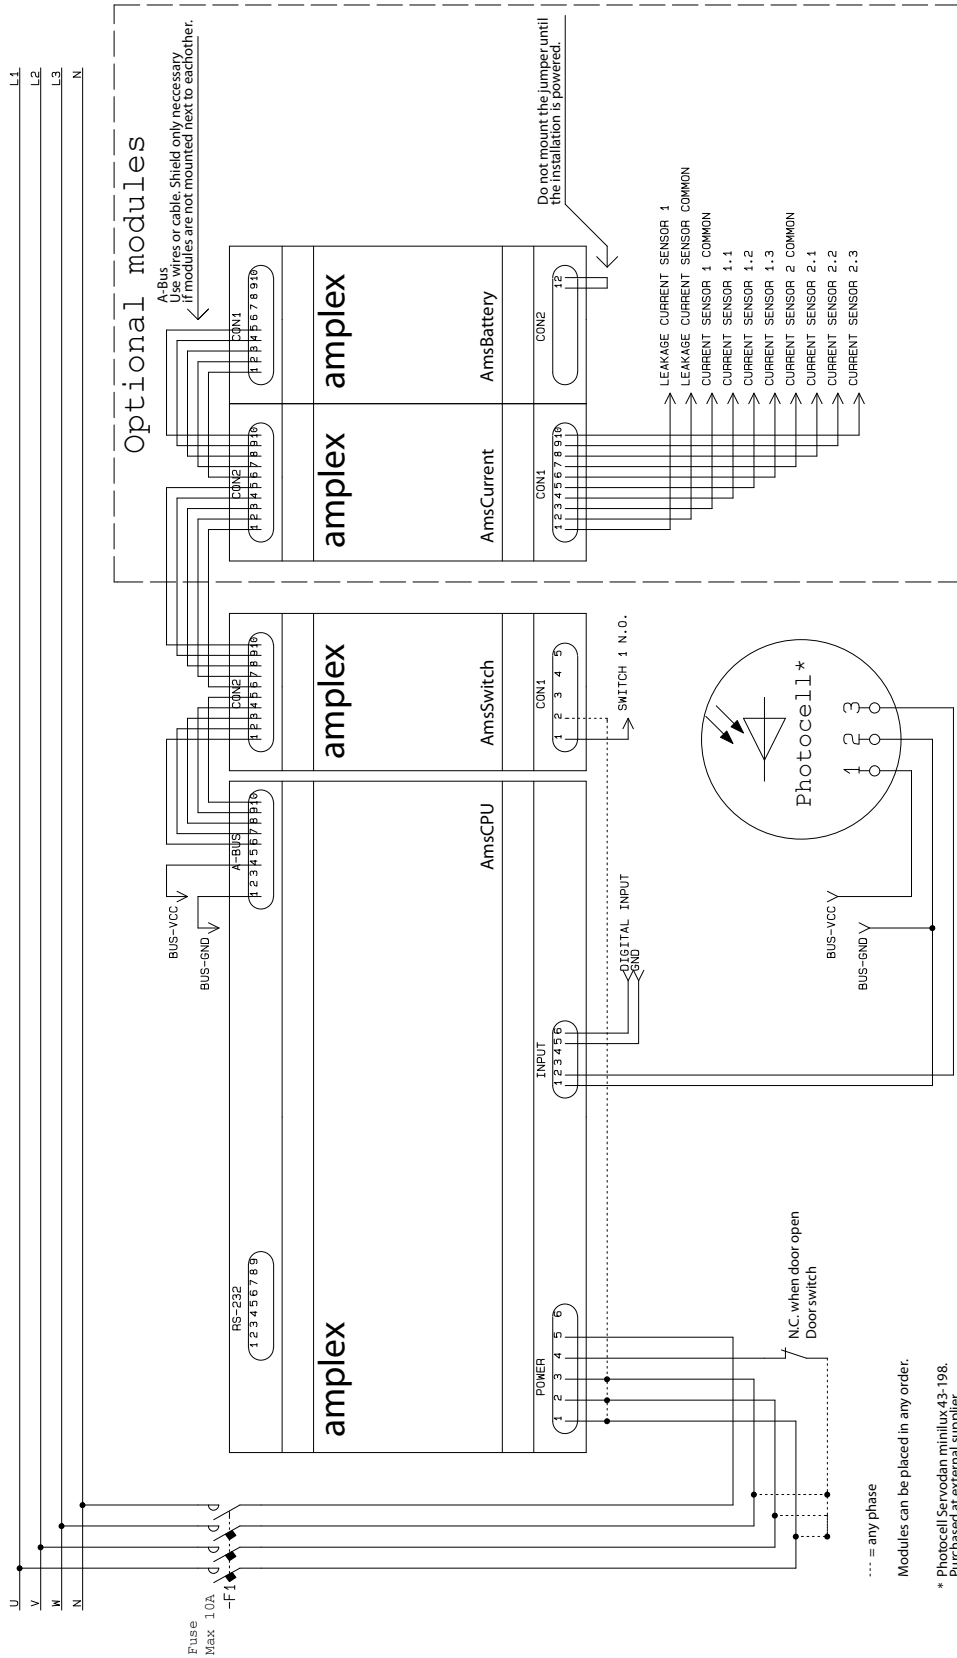 U
V
W
N
L1
L2
L3
N
Fuse
Max 10A
-F1
Optional modules
A-Bus
Use wires or cable. Shield only neccessary
if modules are not mounted next to eachother.
BUS-VCC
BUS-GND
RS-232
1 2 3 4 5 6 7 8 9
A-BUS
1 2 3 4 5 6 7 8 9 10
CON2
1 2 3 4 5 6 7 8 9 10
CON2
1 2 3 4 5 6 7 8 9 10
CON1
1 2 3 4 5 6 7 8 9 10
amplex
amplex
amplex
amplex
AmsCPU
AmsSwitch
AmsCurrent
AmsBattery
POWER
1 2 3 4 5 6
INPUT
1 2 3 4 5 6
CON1
1 2 3 4 5
CON1
1 2 3 4 5 6 7 8 9 10
CON2
12
Do not mount the jumper until
the installation is powered.
DIGITAL INPUT
GND
SWITCH 1 N.O.
LEAKAGE CURRENT SENSOR 1
LEAKAGE CURRENT SENSOR COMMON
CURRENT SENSOR 1 COMMON
CURRENT SENSOR 1.1
CURRENT SENSOR 1.2
CURRENT SENSOR 1.3
CURRENT SENSOR 2 COMMON
CURRENT SENSOR 2.1
CURRENT SENSOR 2.2
CURRENT SENSOR 2.3
N.C. when door open
Door switch
BUS-VCC
BUS-GND
Photocell*
1 2 3
--- = any phase
Modules can be placed in any order.
* Photocell Servodan minilux 43-198.
Purchased at external supplier